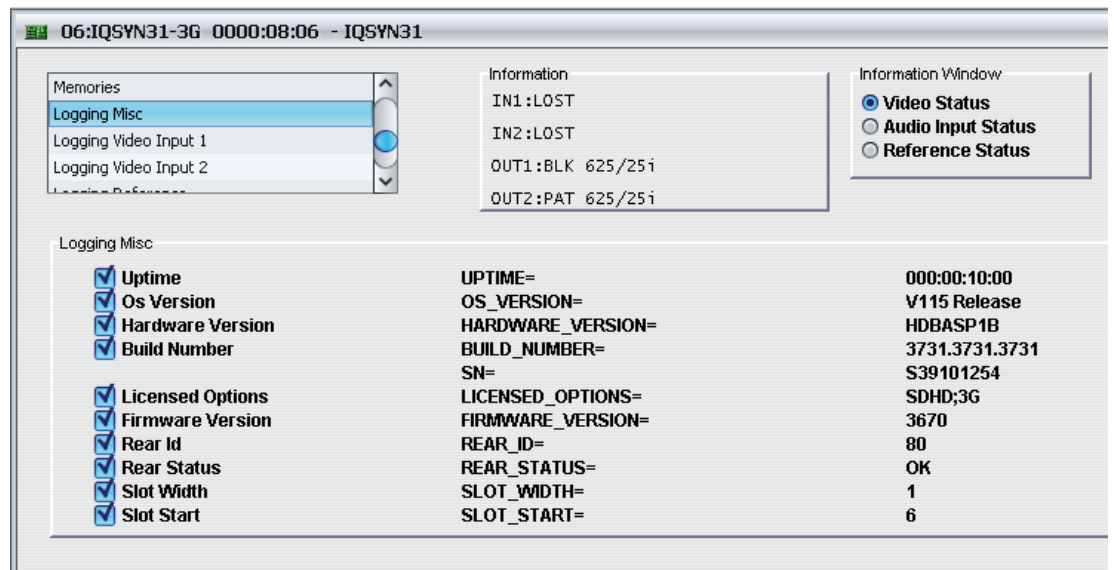 06:IQSYN31-3G 0000:08:06 - IQSYN31
Memories
Logging Misc
Logging Video Input 1
Logging Video Input 2
Information
IN1:LOST
IN2:LOST
OUT1:BLK 625/25i
OUT2:PAT 625/25i
Information Window
Video Status
Audio Input Status
Reference Status
Logging Misc
Uptime UPTIME= 000:00:10:00
Os Version OS_VERSION= V115 Release
Hardware Version HARDWARE_VERSION= HDBASP1B
Build Number BUILD_NUMBER= 3731.3731.3731
SN= S39101254
Licensed Options LICENSED_OPTIONS= SDHD;3G
Firmware Version FIRMWARE_VERSION= 3670
Rear Id REAR_ID= 80
Rear Status REAR_STATUS= OK
Slot Width SLOT_WIDTH= 1
Slot Start SLOT_START= 6